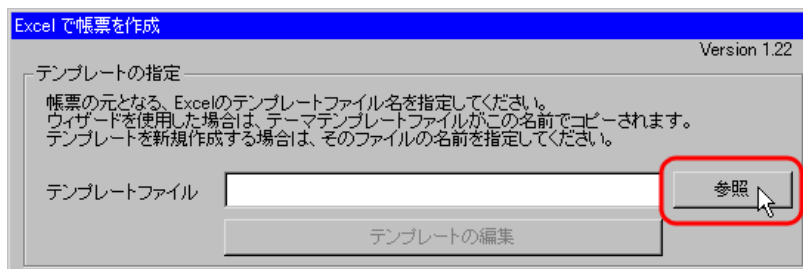 Excel で帳票を作成
Version 1.22
テンプレートの指定
帳票の元となる、Excelのテンプレートファイル名を指定してください。
ウィザードを使用した場合は、テーマテンプレートファイルがこの名前でコピーされます。
テンプレートを新規作成する場合は、そのファイルの名前を指定してください。
テンプレートファイル
参照
テンプレートの編集